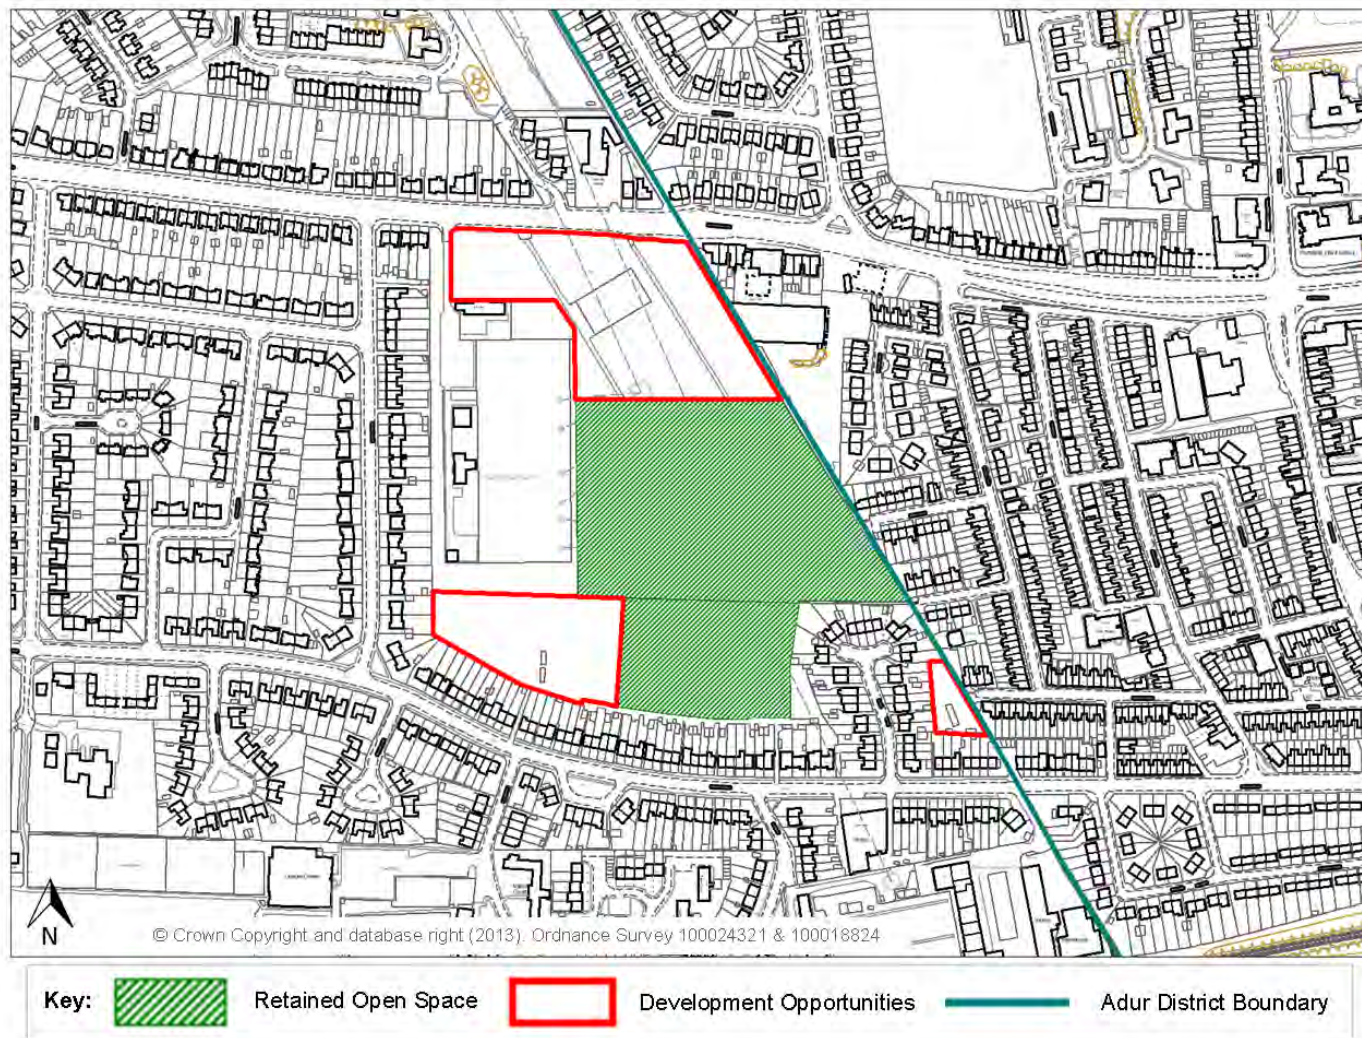 N
© Crown Copyright and database right (2013). Ordnance Survey 100024321 & 100018824
Key: Retained Open Space Development Opportunities Adur District Boundary